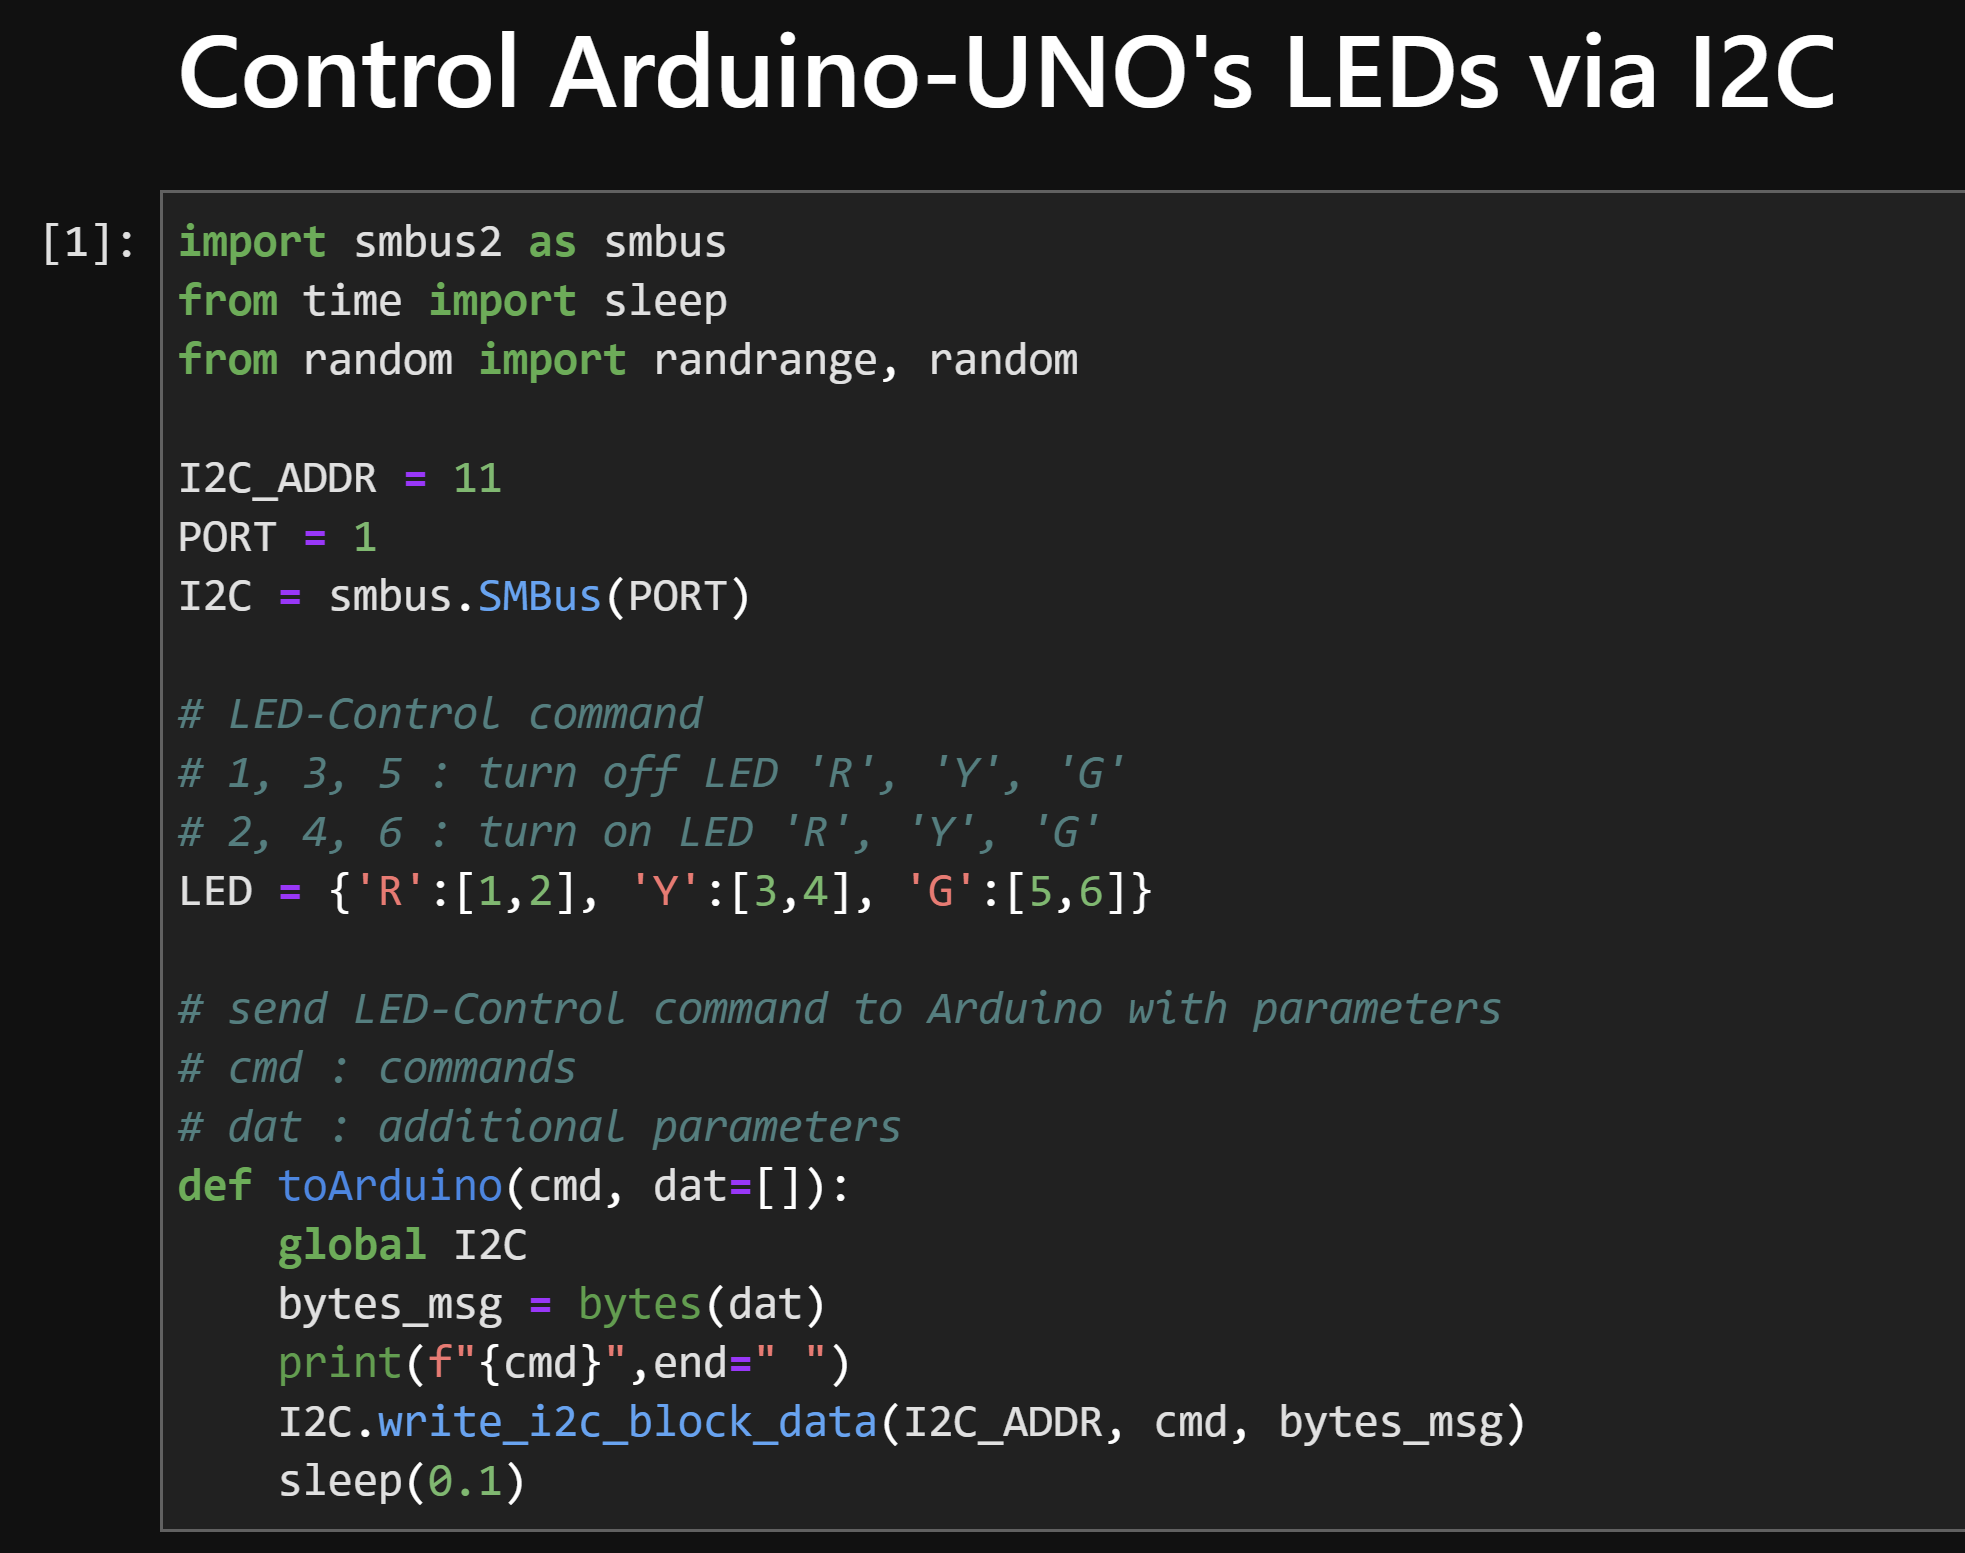 Control Arduino-UNO's LEDs via I2C
[1]: import smbus2 as smbus
from time import sleep
from random import randrange, random
I2C_ADDR = 11
PORT = 1
I2C = smbus.SMBus(PORT)
# LED-Control command
# 1, 3, 5 : turn off LED 'R', 'Y', 'G'
# 2, 4, 6 : turn on LED 'R', 'Y', 'G'
LED = {'R':[1,2], 'Y':[3,4], 'G':[5,6]}
# send LED-Control command to Arduino with parameters
# cmd : commands
# dat : additional parameters
def toArduino(cmd, dat=[]):
    global I2C
    bytes_msg = bytes(dat)
    print(f"{cmd}",end=" ")
    I2C.write_i2c_block_data(I2C_ADDR, cmd, bytes_msg)
    sleep(0.1)